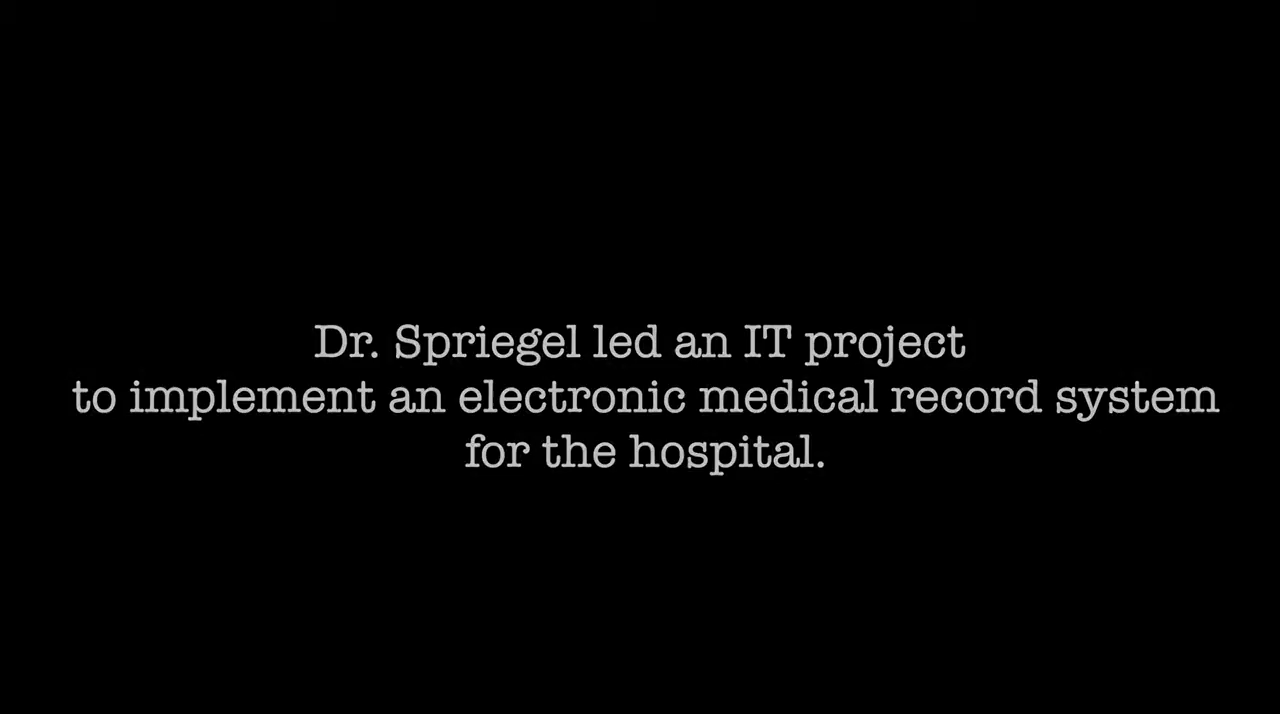 Dr. Spriegel led an IT project
to implement an electronic medical record system
for the hospital.